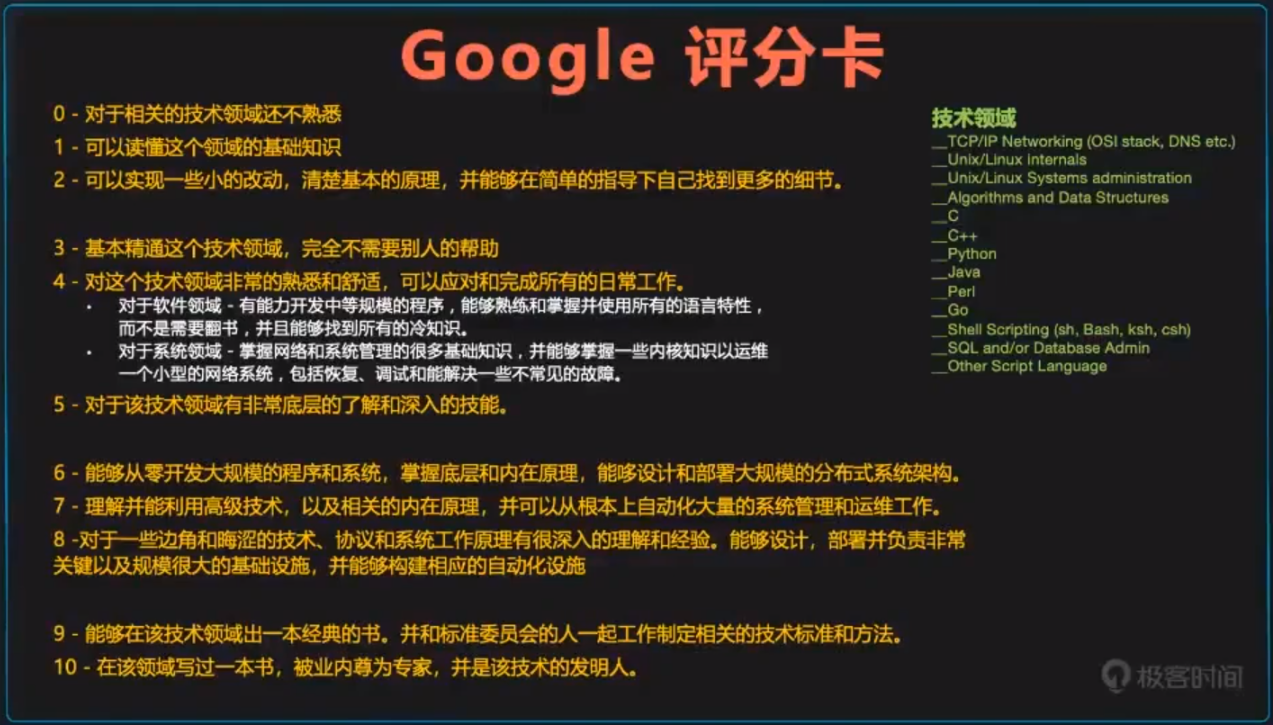 Google 评分卡
0 - 对于相关的技术领域还不熟悉
1 - 可以读懂这个领域的基础知识
2 - 可以实现一些小的改动，清楚基本的原理，并能够在简单的指导下自己找到更多的细节。
3 - 基本精通这个技术领域，完全不需要别人的帮助
4 - 对这个技术领域非常的熟悉和舒适，可以应对和完成所有的日常工作。
• 对于软件领域 - 有能力开发中等规模的程序，能够熟练和掌握并使用所有的语言特性，
而不是需要翻书，并且能够找到所有的冷知识。
• 对于系统领域 - 掌握网络和系统管理的很多基础知识，并能够掌握一些内核知识以运维
一个小型的网络系统，包括恢复、调试和能解决一些不常见的故障。
5 - 对于该技术领域有非常底层的了解和深入的技能。
6 - 能够从零开发大规模的程序和系统，掌握底层和内在原理，能够设计和部署大规模的分布式系统架构。
7 - 理解并能利用高级技术，以及相关的内在原理，并可以从根本上自动化大量的系统管理和运维工作。
8 -对于一些边角和晦涩的技术、协议和系统工作原理有很深入的理解和经验。能够设计，部署并负责非常
关键以及规模很大的基础设施，并能够构建相应的自动化设施
9 - 能够在该技术领域出一本经典的书。并和标准委员会的人一起工作制定相关的技术标准和方法。
10 - 在该领域写过一本书，被业内尊为专家，并是该技术的发明人。
技术领域
__TCP/IP Networking (OSI stack, DNS etc.)
__Unix/Linux internals
__Unix/Linux Systems administration
__Algorithms and Data Structures
__C
__C++
__Python
__Java
__Perl
__Go
__Shell Scripting (sh, Bash, ksh, csh)
__SQL and/or Database Admin
__Other Script Language
极客时间